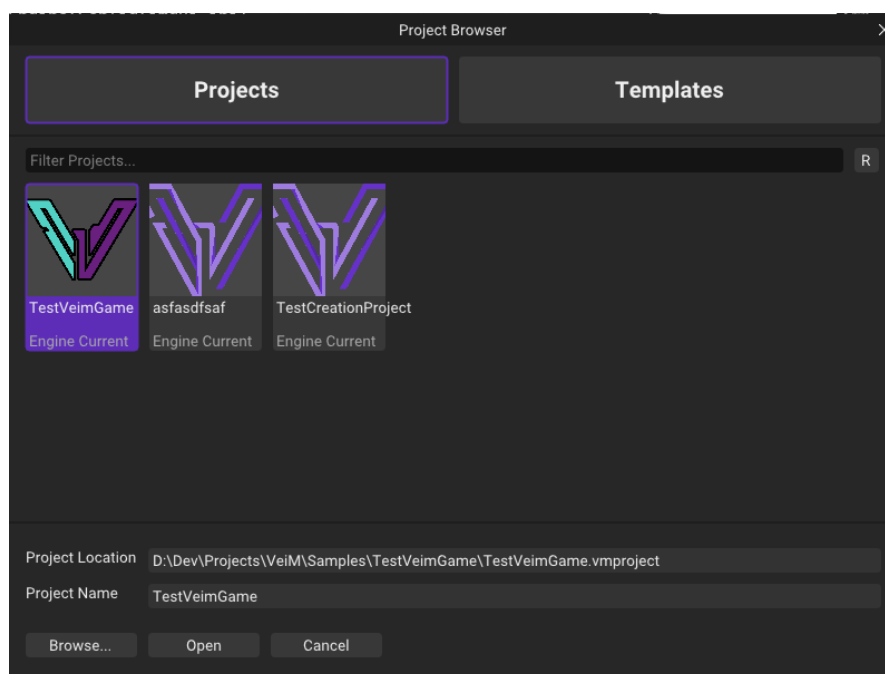 Project Browser
Projects
Templates
Filter Projects...
R
TestVeimGame
asfasdfsaf
TestCreationProject
Engine Current
Engine Current
Engine Current
Project Location
D:\Dev\Projects\VeiM\Samples\TestVeimGame\TestVeimGame.vmproject
Project Name
TestVeimGame
Browse...
Open
Cancel